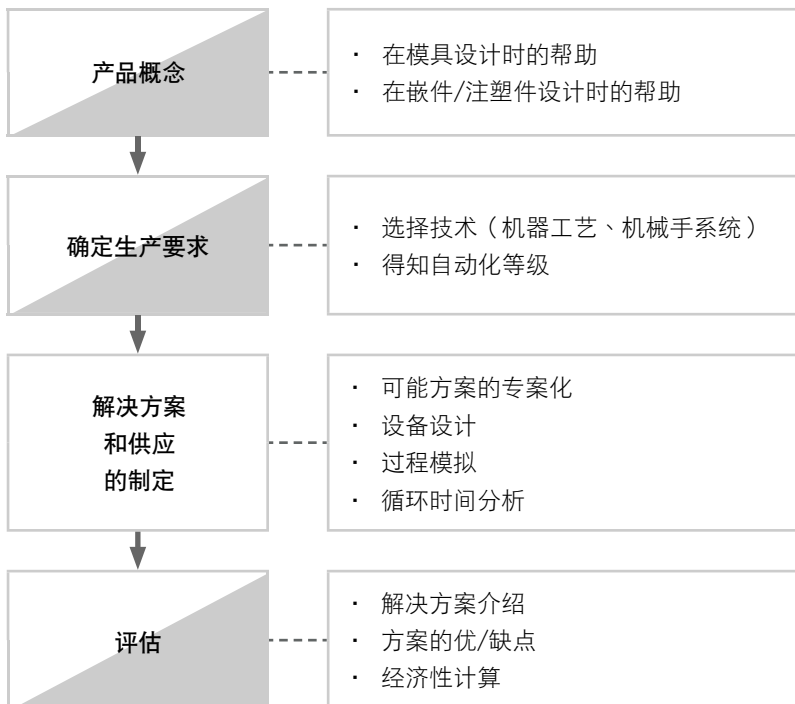 产品概念
· 在模具设计时的帮助
· 在嵌件/注塑件设计时的帮助
确定生产要求
· 选择技术（机器工艺、机械手系统）
· 得知自动化等级
解决方案
和供应
的制定
· 可能方案的专案化
· 设备设计
· 过程模拟
· 循环时间分析
评估
· 解决方案介绍
· 方案的优/缺点
· 经济性计算